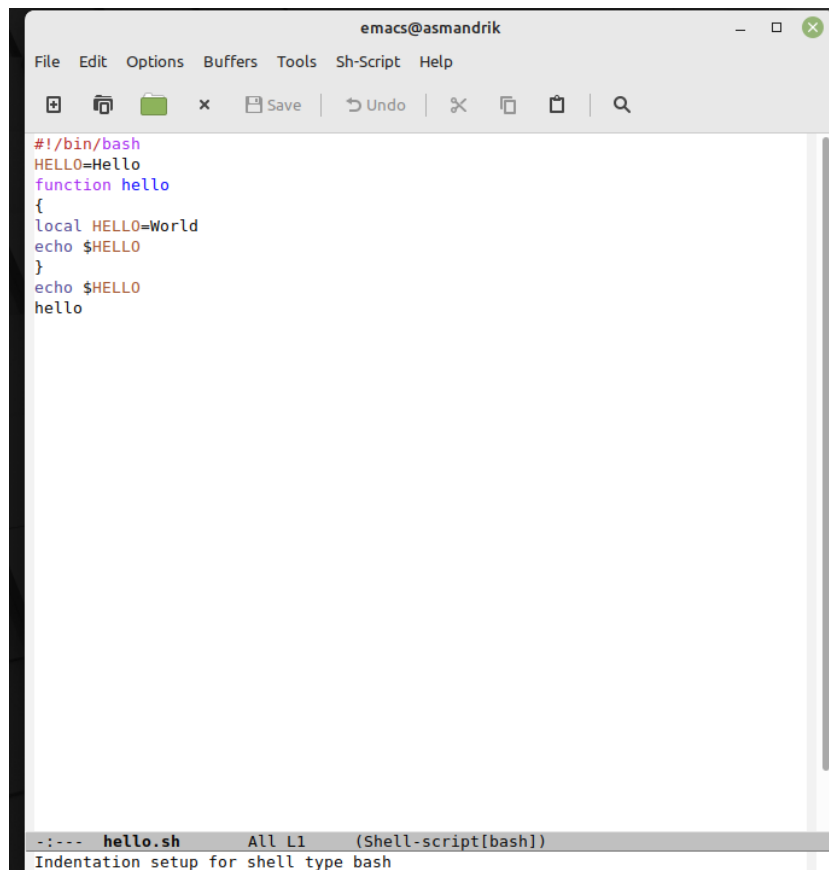 emacs@asmandrik
File Edit Options Buffers Tools Sh-Script Help
Save Undo
#!/bin/bash
HELLO=Hello
function hello
{
local HELLO=World
echo $HELLO
}
echo $HELLO
hello
-:--- hello.sh All L1 (Shell-script[bash])
Indentation setup for shell type bash